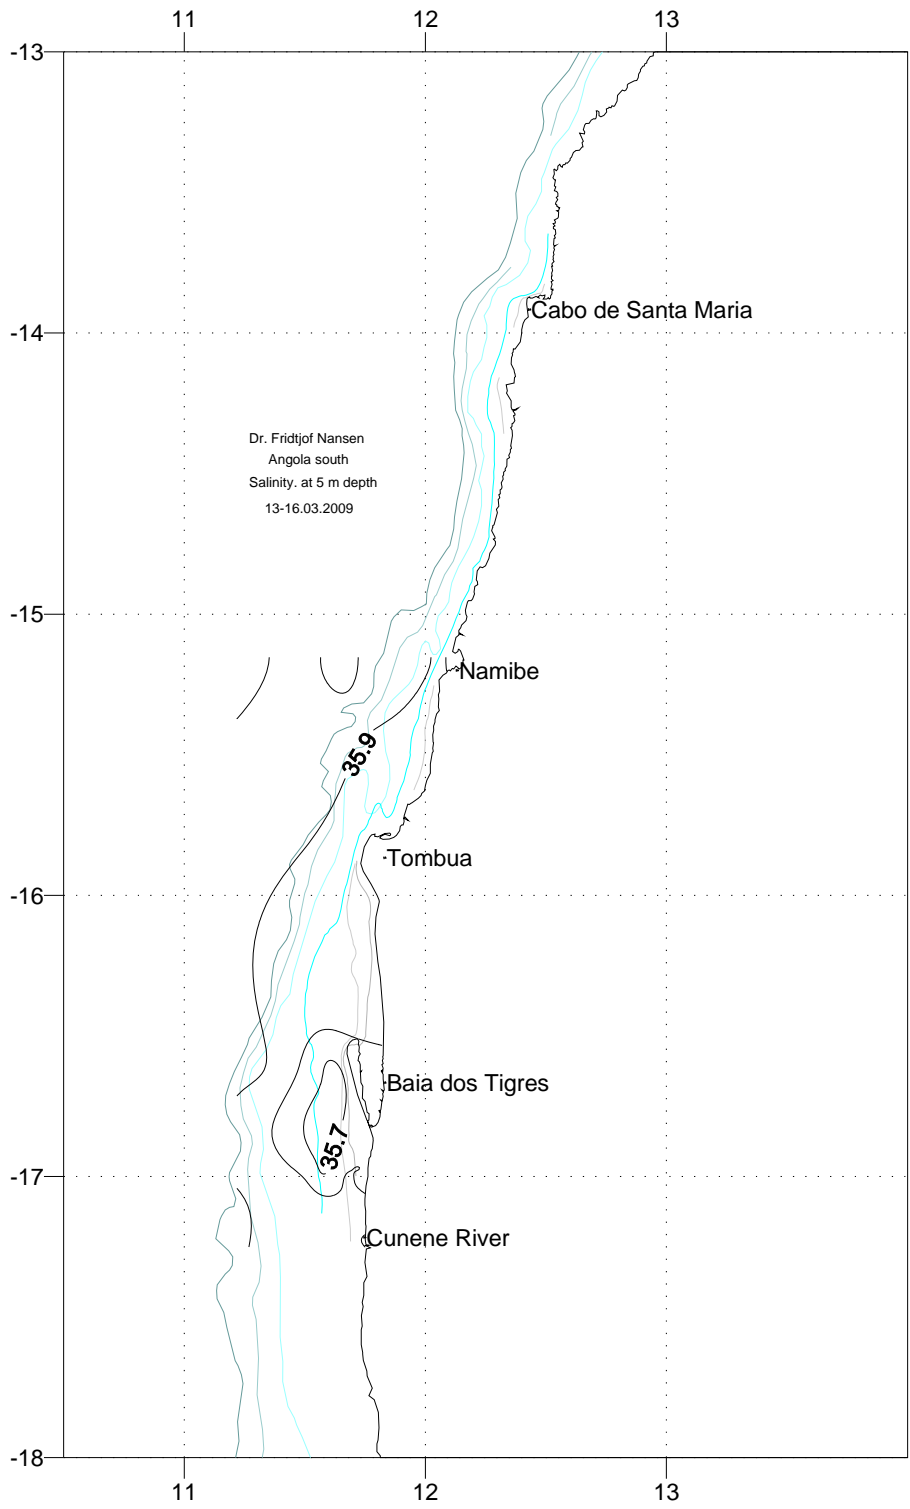 11 12 13
-13
Cabo de Santa Maria
-14
Dr. Fridtjof Nansen
Angola south
Salinity. at 5 m depth
13-16.03.2009
-15
Namibe
35.9
Tombua
-16
Baia dos Tigres
35.7
-17
Cunene River
-18
11 12 13